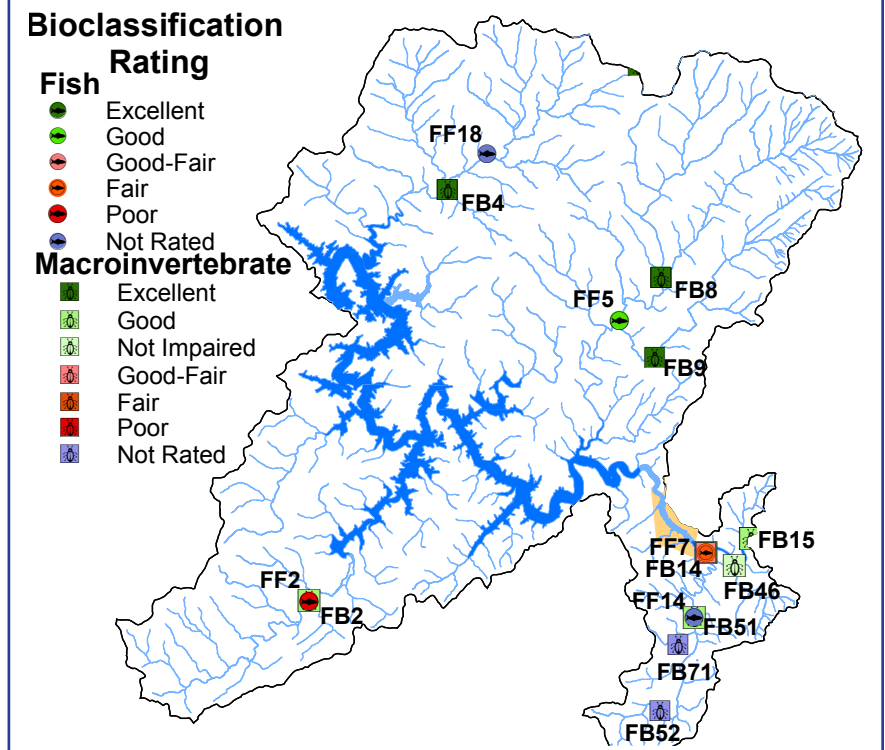 Bioclassification
Rating
Fish
Excellent
Good
Good-Fair
Fair
Poor
Not Rated
Macroinvertebrate
Excellent
Good
Not Impaired
Good-Fair
Fair
Poor
Not Rated
FF18
FB4
FB8
FF5
FB9
FB15
FF7
FB14
FB46
FF2
FB2
FF14
FB51
FB71
FB52